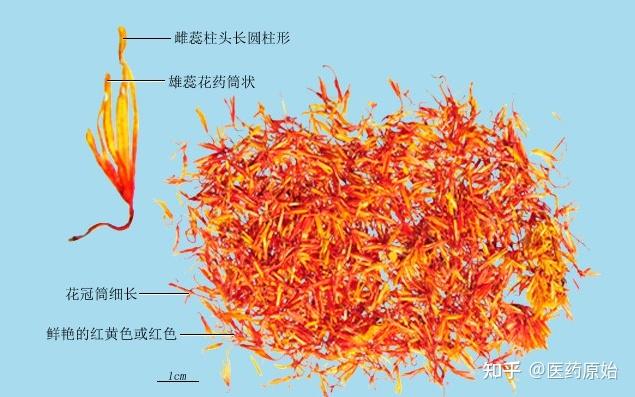 雌蕊柱头长圆柱形
雄蕊花药筒状
花冠筒细长
鲜艳的红黄色或红色
1cm
知乎 @医药原始